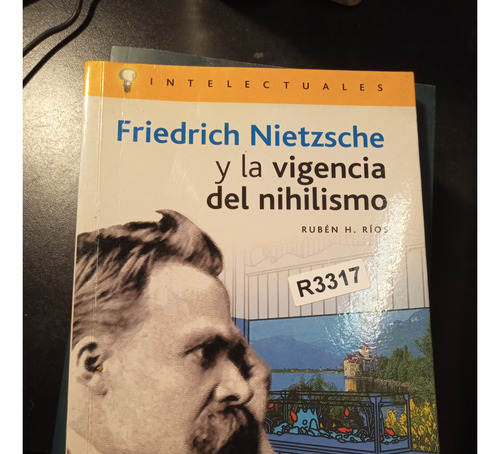 INTELECTUALES
Friedrich Nietzsche
y la vigencia
del nihilismo
RUBÉN H. RÍOS
R3317